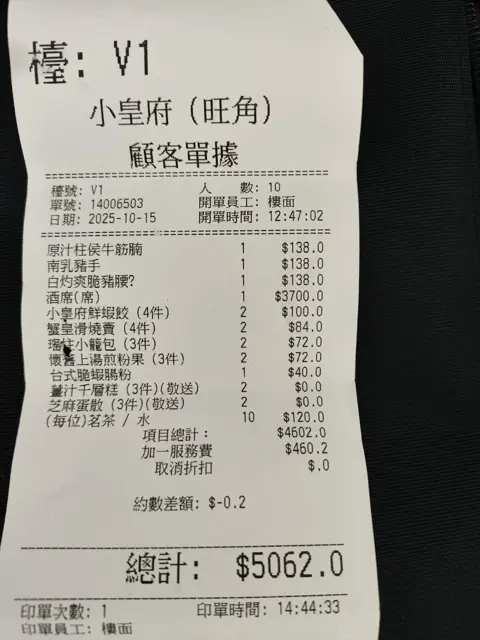 檯: V1
小皇府 (旺角)
顧客單據
檯號: V1 人 數: 10
單號: 14006503 開單員工: 樓面
日期: 2025-10-15 開單時間: 12:47:02
原汁柱侯牛筋腩 1 $138.0
南乳豬手 1 $138.0
白灼爽脆豬腰? 1 $138.0
酒席(席) 1 $3700.0
小皇府鮮蝦餃 (4件) 2 $100.0
蟹皇滑燒賣 (4件) 2 $84.0
瑤柱小籠包 (3件) 2 $72.0
懷舊上湯煎粉果 (3件) 2 $72.0
台式脆蝦腸粉 1 $40.0
薑汁千層糕 (3件)(敬送) 2 $0.0
芝麻蛋散 (3件)(敬送) 2 $0.0
(每位)茗茶 / 水 10 $120.0
項目總計: $4602.0
加一服務費 $460.2
取消折扣 $.0
約數差額: $-0.2
總計: $5062.0
印單次數: 1 印單時間: 14:44:33
印單員工: 樓面